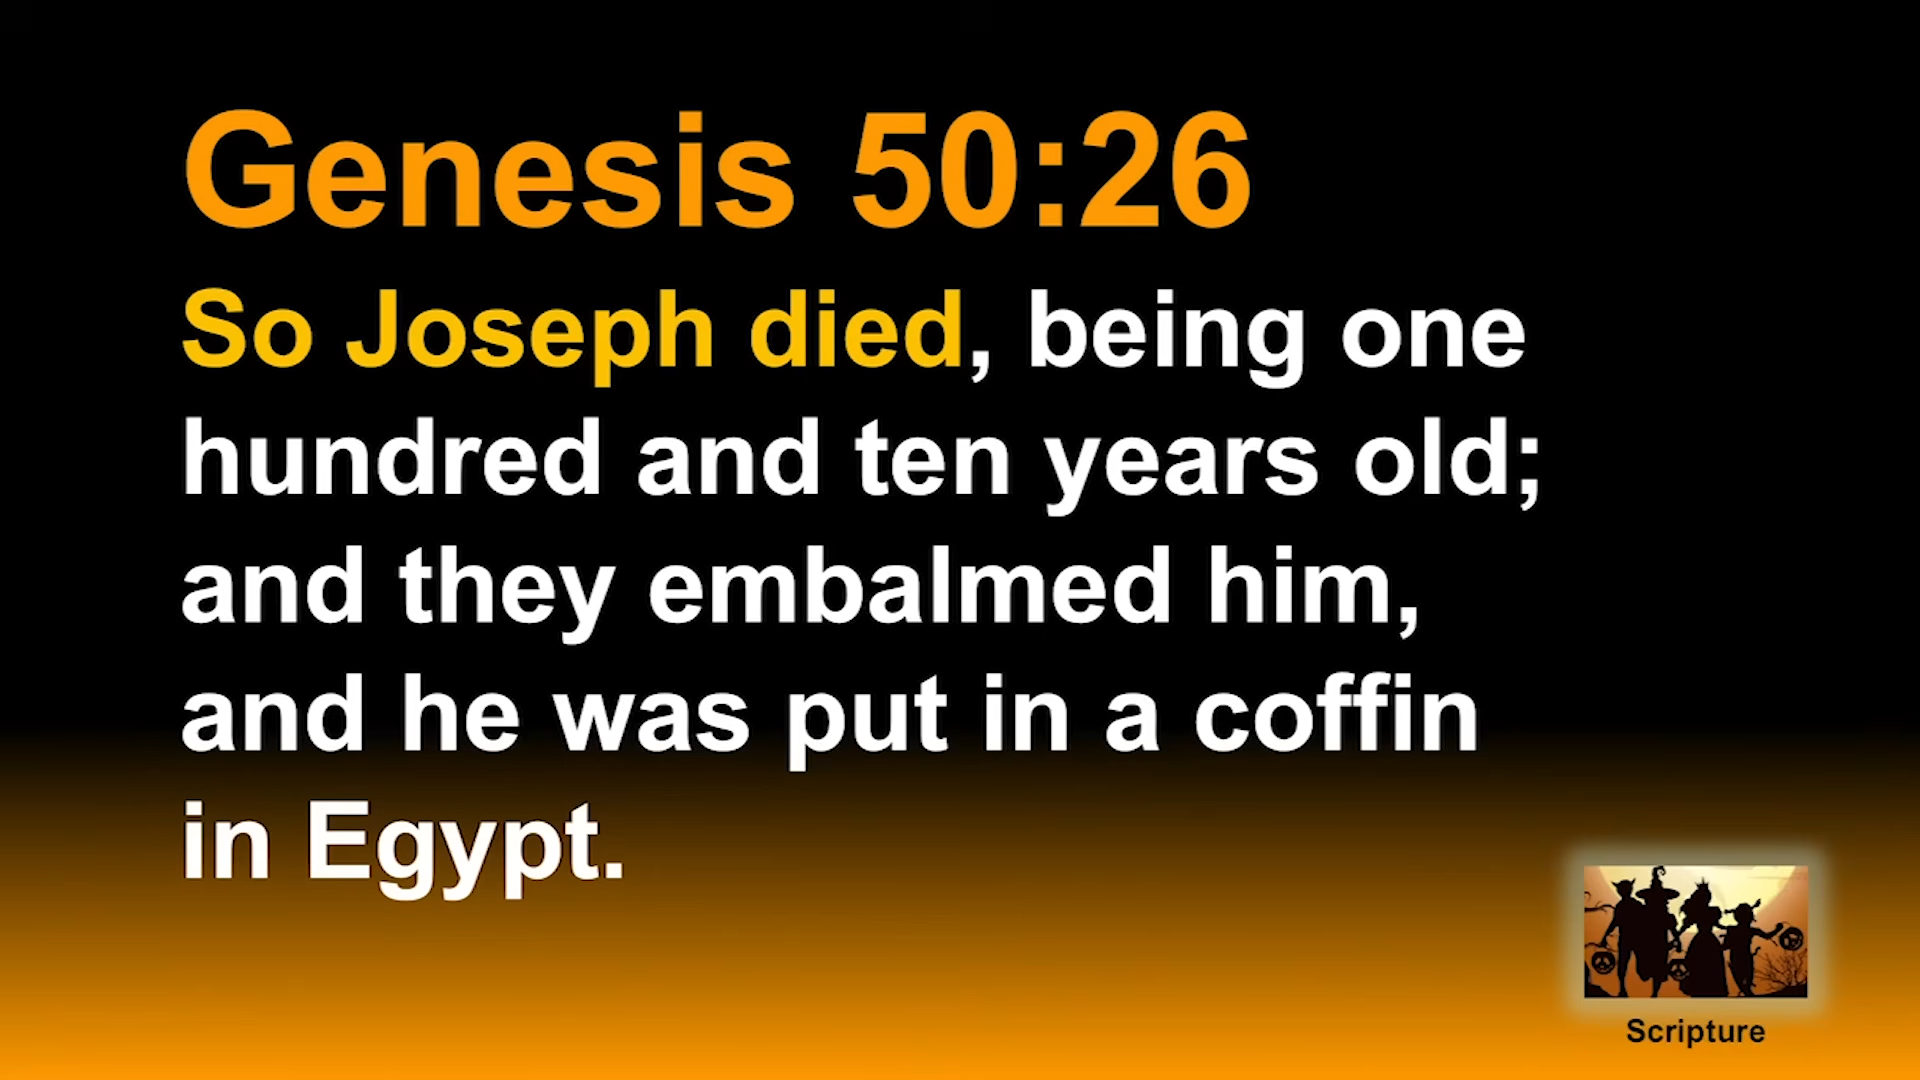 Genesis 50:26
So Joseph died, being one
hundred and ten years old;
and they embalmed him,
and he was put in a coffin
in Egypt.
Scripture